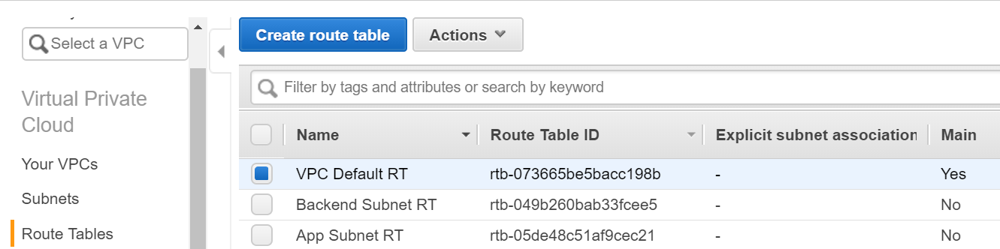 Select a VPC
Virtual Private
Cloud
Your VPCs
Subnets
Route Tables
Create route table
Actions
Filter by tags and attributes or search by keyword
Name Route Table ID Explicit subnet association Main
VPC Default RT rtb-073665be5bacc198b - Yes
Backend Subnet RT rtb-049b260bab33fcee5 - No
App Subnet RT rtb-05de48c51af9cec21 - No